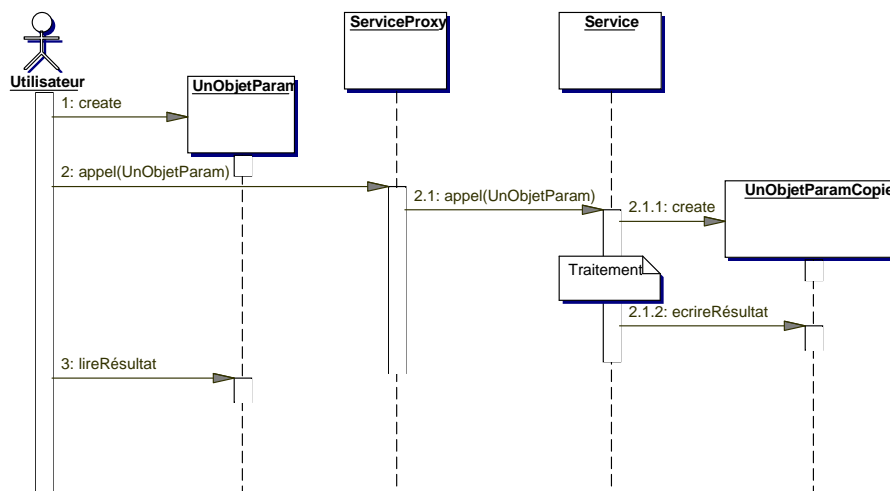 ServiceProxy
Service
Utilisateur
UnObjetParam
1: create
2: appel(UnObjetParam)
2.1: appel(UnObjetParam)
2.1.1: create
UnObjetParamCopie
Traitement
2.1.2: ecrireRésultat
3: lireRésultat